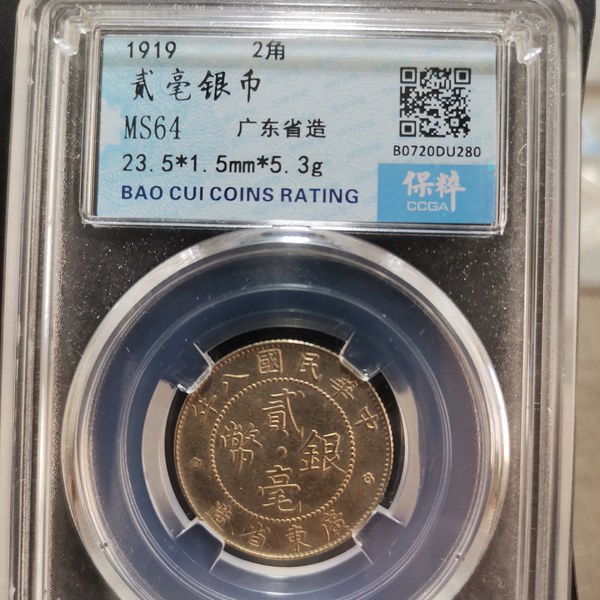 1919 2角
贰毫银币
MS64 广东省造
23.5*1.5mm*5.3g
BAO CUI COINS RATING
B0720DU280
保粹
CCGA
年八國民華中
貳毫
銀幣
廣東省造